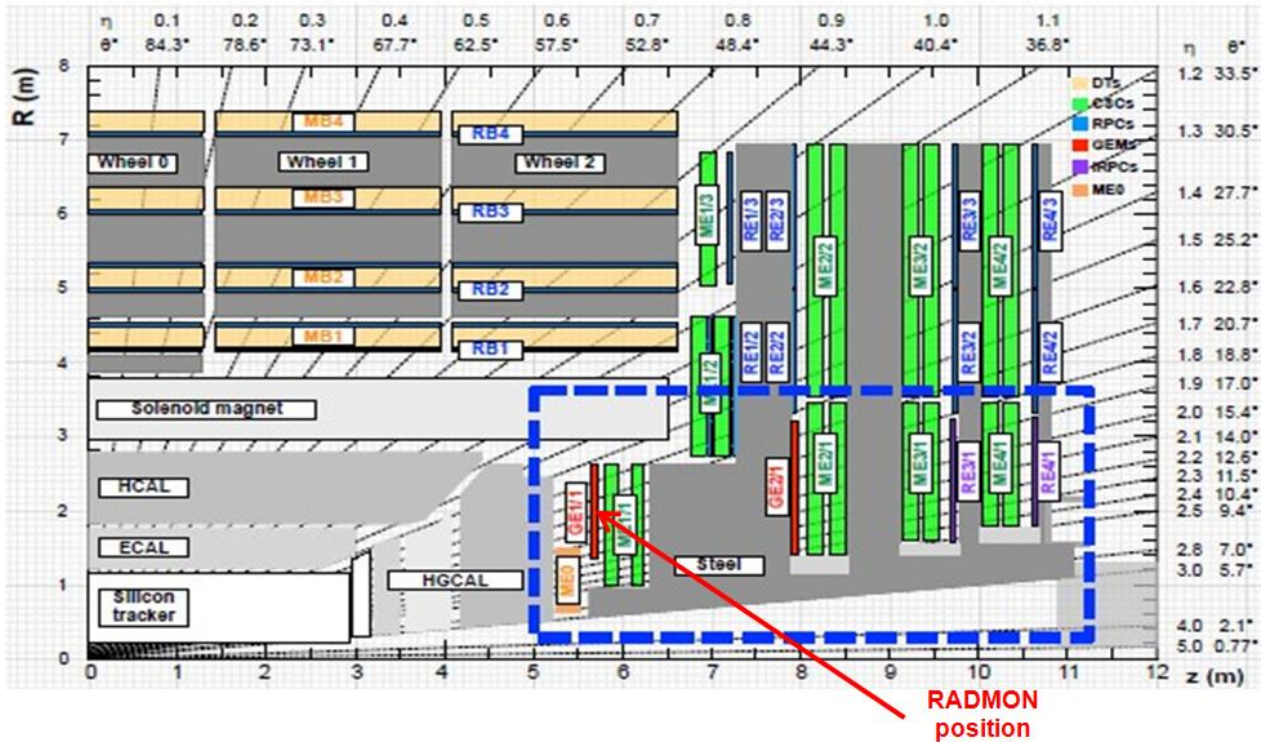 η 0.1 0.2 0.3 0.4 0.5 0.6 0.7 0.8 0.9 1.0 1.1
θ° 84.3° 78.6° 73.1° 67.7° 62.5° 57.5° 52.8° 48.4° 44.3° 40.4° 36.8° η θ°
R (m)
8
7
6
5
4
3
2
1
0
1.2 33.5°
1.3 30.5°
1.4 27.7°
1.5 25.2°
1.6 22.8°
1.7 20.7°
1.8 18.8°
1.9 17.0°
2.0 15.4°
2.1 14.0°
2.2 12.6°
2.3 11.5°
2.4 10.4°
2.5 9.4°
2.8 7.0°
3.0 5.7°
4.0 2.1°
5.0 0.77°
DTs
CSCs
RPCs
GEMs
iRPCs
ME0
MB4
RB4
Wheel 0 Wheel 1 Wheel 2
MB3
RB3
MB2
RB2
MB1
RB1
Solenoid magnet
HCAL
ECAL
HGCAL
Silicon
tracker
Steel
ME1/3
RE1/3
RE2/3
ME2/2
ME3/2
RE3/3
ME4/2
RE4/3
M 1/2
RE1/2
RE2/2
RE3/2
RE4/2
GE1/1
M 1/1
ME0
GE2/1
ME2/1
ME3/1
RE3/1
ME4/1
RE4/1
0 1 2 3 4 5 6 7 8 9 10 11 12
z (m)
RADMON
position